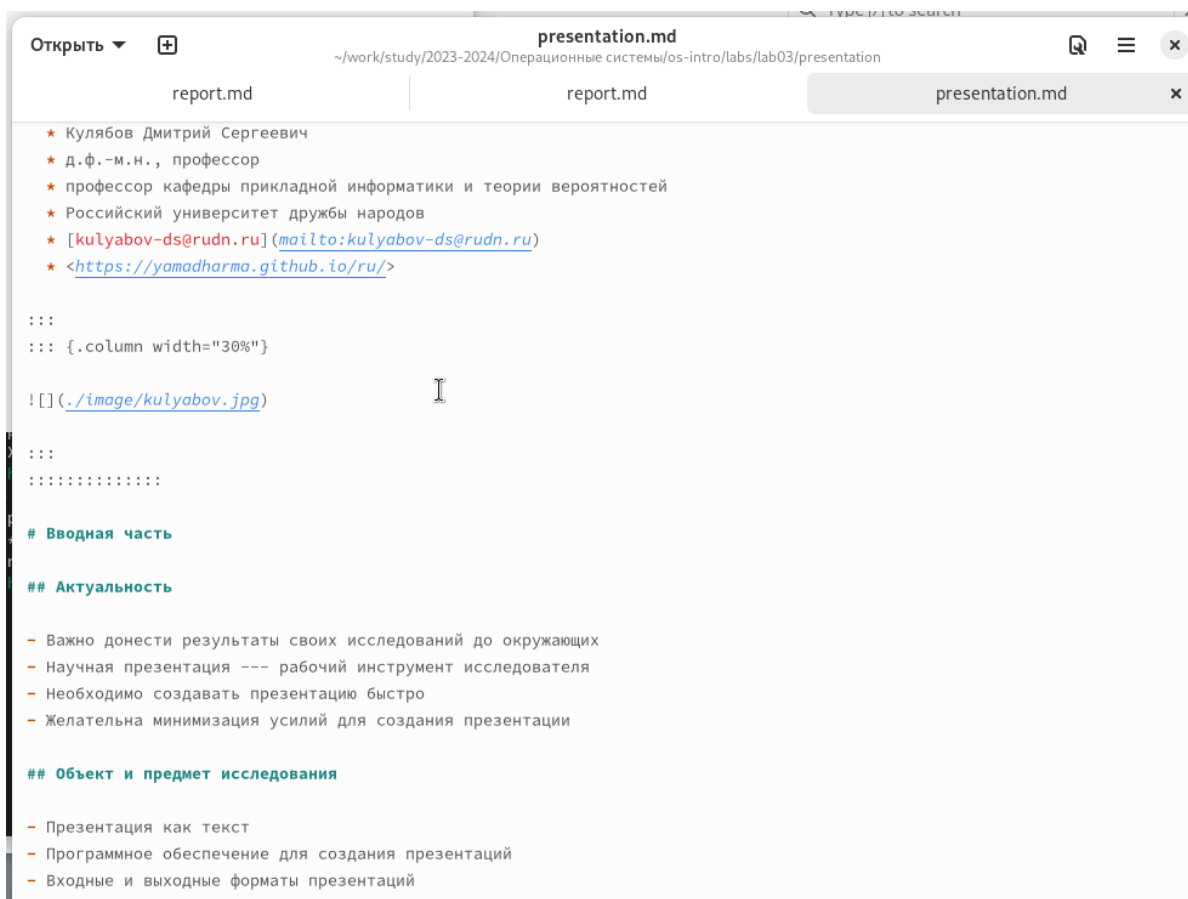 Type / to search
Открыть
presentation.md
~/work/study/2023-2024/Операционные системы/os-intro/labs/lab03/presentation
report.md
report.md
presentation.md
* Кулябов Дмитрий Сергеевич
* д.ф.-м.н., профессор
* профессор кафедры прикладной информатики и теории вероятностей
* Российский университет дружбы народов
* [kulyabov-ds@rudn.ru](mailto:kulyabov-ds@rudn.ru)
* <https://yamadharma.github.io/ru/>
:::
::: {.column width="30%"}
![](./image/kulyabov.jpg)
:::
::::::::::::::
# Вводная часть
## Актуальность
- Важно донести результаты своих исследований до окружающих
- Научная презентация --- рабочий инструмент исследователя
- Необходимо создавать презентацию быстро
- Желательна минимизация усилий для создания презентации
## Объект и предмет исследования
- Презентация как текст
- Программное обеспечение для создания презентаций
- Входные и выходные форматы презентаций